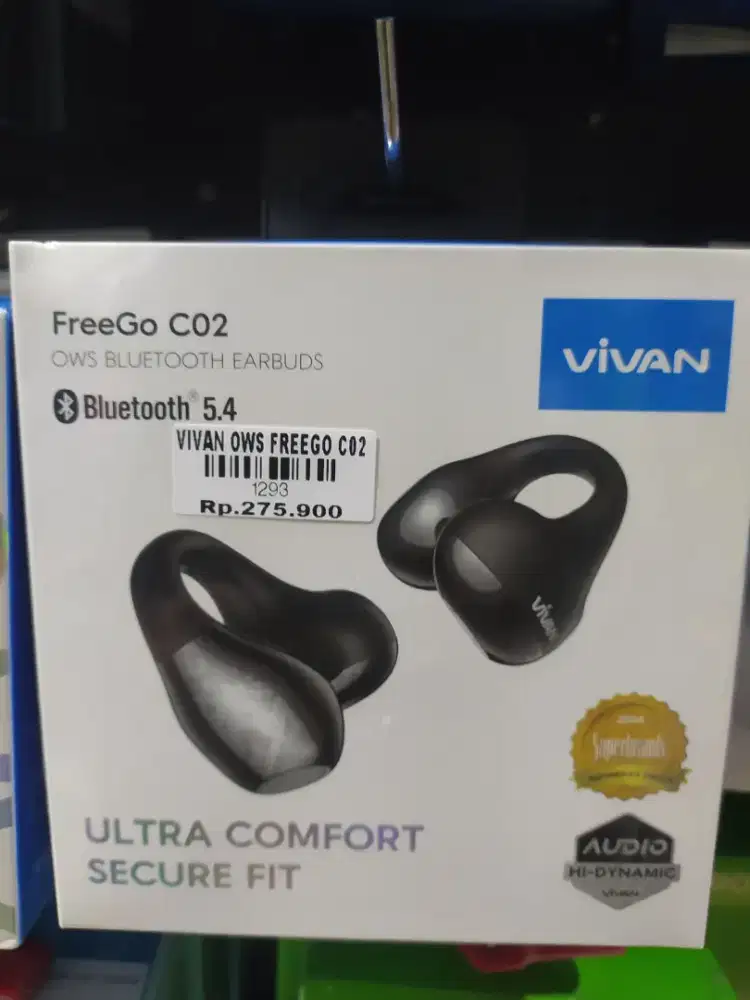 FreeGo C02
OWS BLUETOOTH EARBUDS
Bluetooth® 5.4
VIVAN
VIVAN OWS FREEGO C02
1293
Rp.275.900
VIVAN
Superbrands
AUDIO
HI-DYNAMIC
VIVAN
ULTRA COMFORT
SECURE FIT